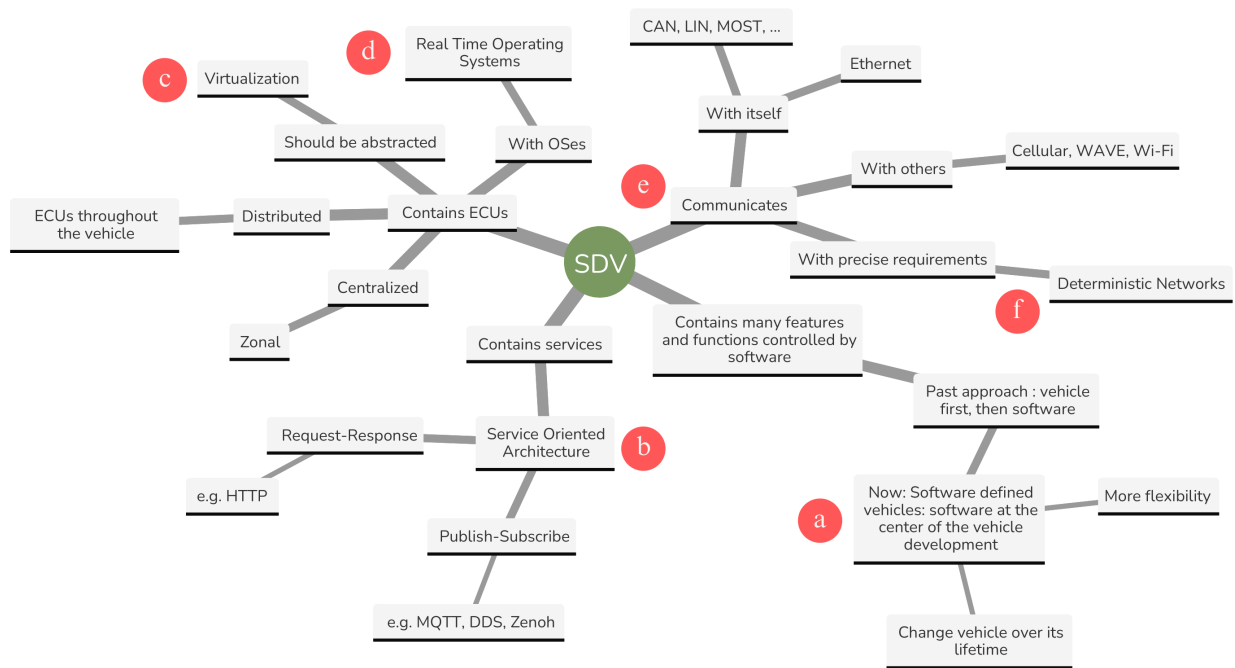 CAN, LIN, MOST, ...
d
Real Time Operating
Systems
Ethernet
c
Virtualization
With itself
Should be abstracted
With OSes
Cellular, WAVE, Wi-Fi
With others
e
Communicates
ECUs throughout
the vehicle
Distributed
Contains ECUs
SDV
With precise requirements
Deterministic Networks
f
Centralized
Zonal
Contains services
Contains many features
and functions controlled by
software
Past approach : vehicle
first, then software
Request-Response
Service Oriented
Architecture
b
e.g. HTTP
a
Now: Software defined
vehicles: software at the
center of the vehicle
development
More flexibility
Publish-Subscribe
e.g. MQTT, DDS, Zenoh
Change vehicle over its
lifetime